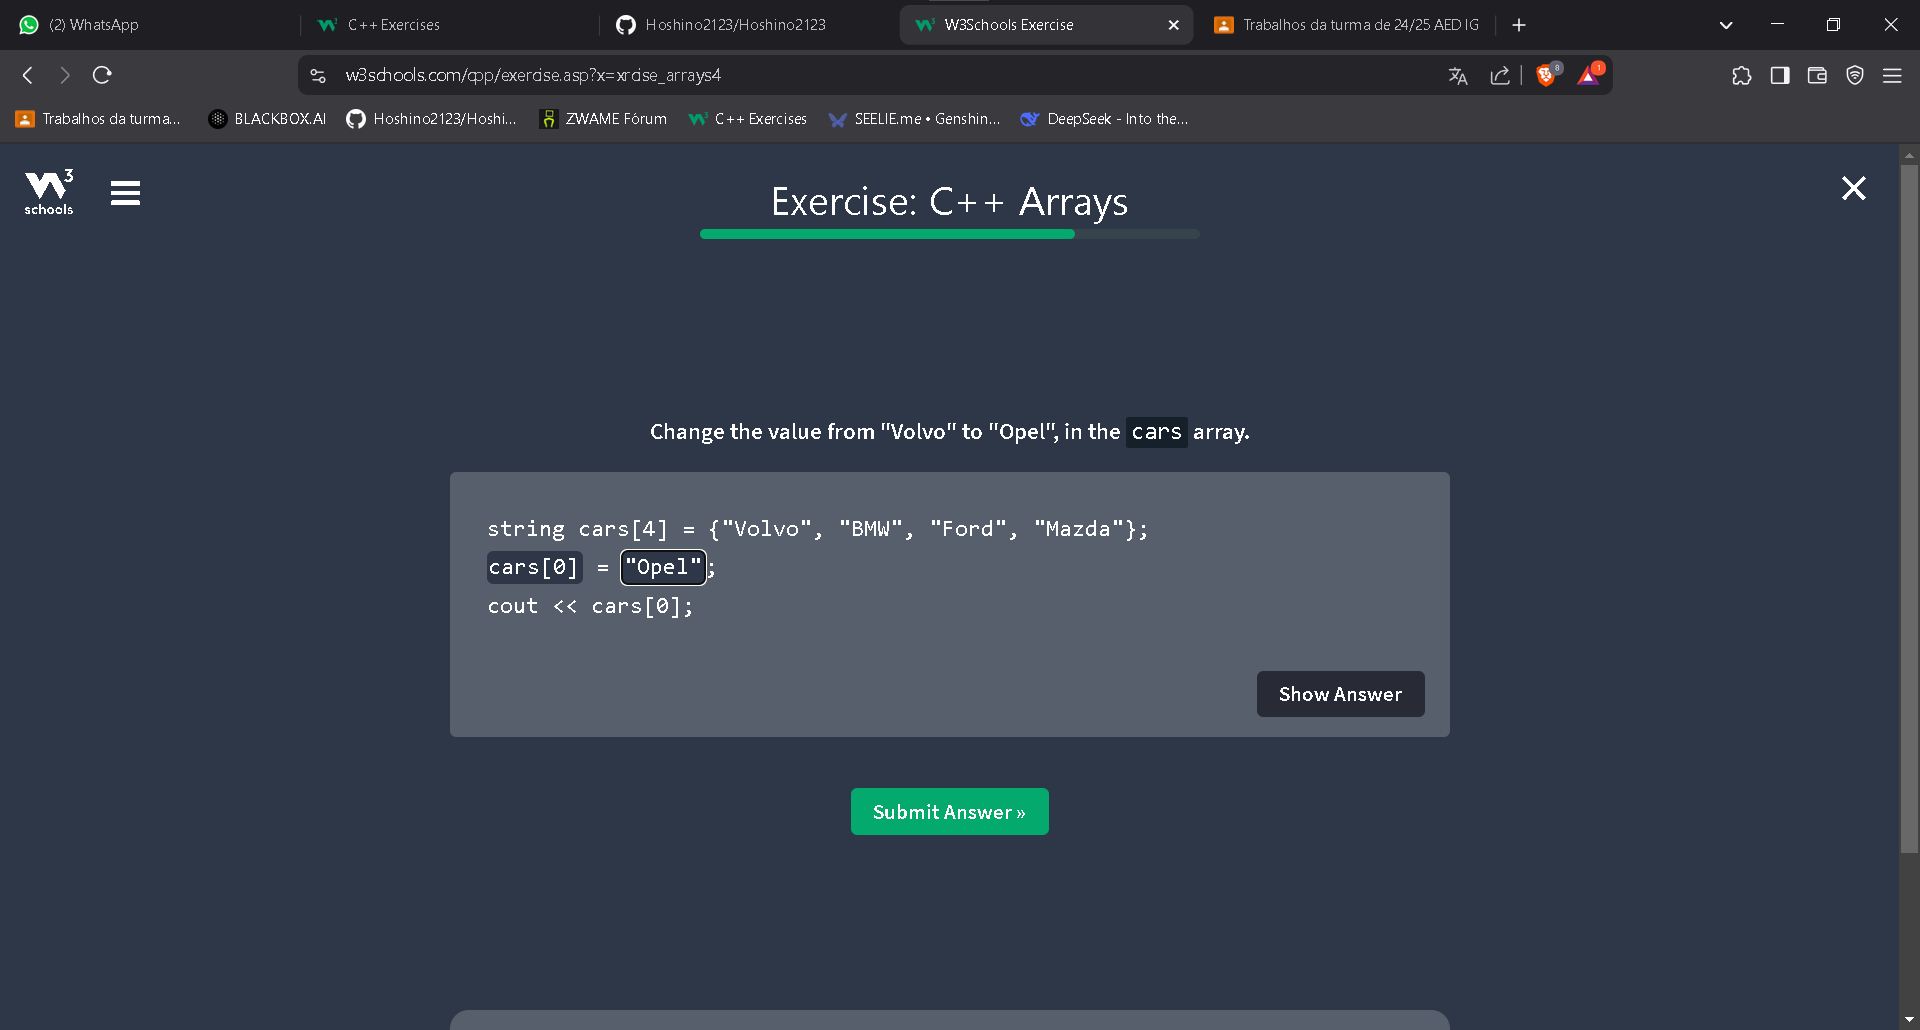 (2) WhatsApp
C++ Exercises
Hoshino2123/Hoshino2123
W3Schools Exercise
Trabalhos da turma de 24/25 AED IG
w3schools.com/cpp/exercise.asp?x=xrcise_arrays4
8
1
Trabalhos da turma...
BLACKBOX.AI
Hoshino2123/Hoshi...
ZWAME Fórum
C++ Exercises
SEELIE.me • Genshin...
DeepSeek - Into the...
3
schools
Exercise: C++ Arrays
Change the value from "Volvo" to "Opel", in the cars array.
string cars[4] = {"Volvo", "BMW", "Ford", "Mazda"};
cars[0] = "Opel";
cout << cars[0];
Show Answer
Submit Answer »